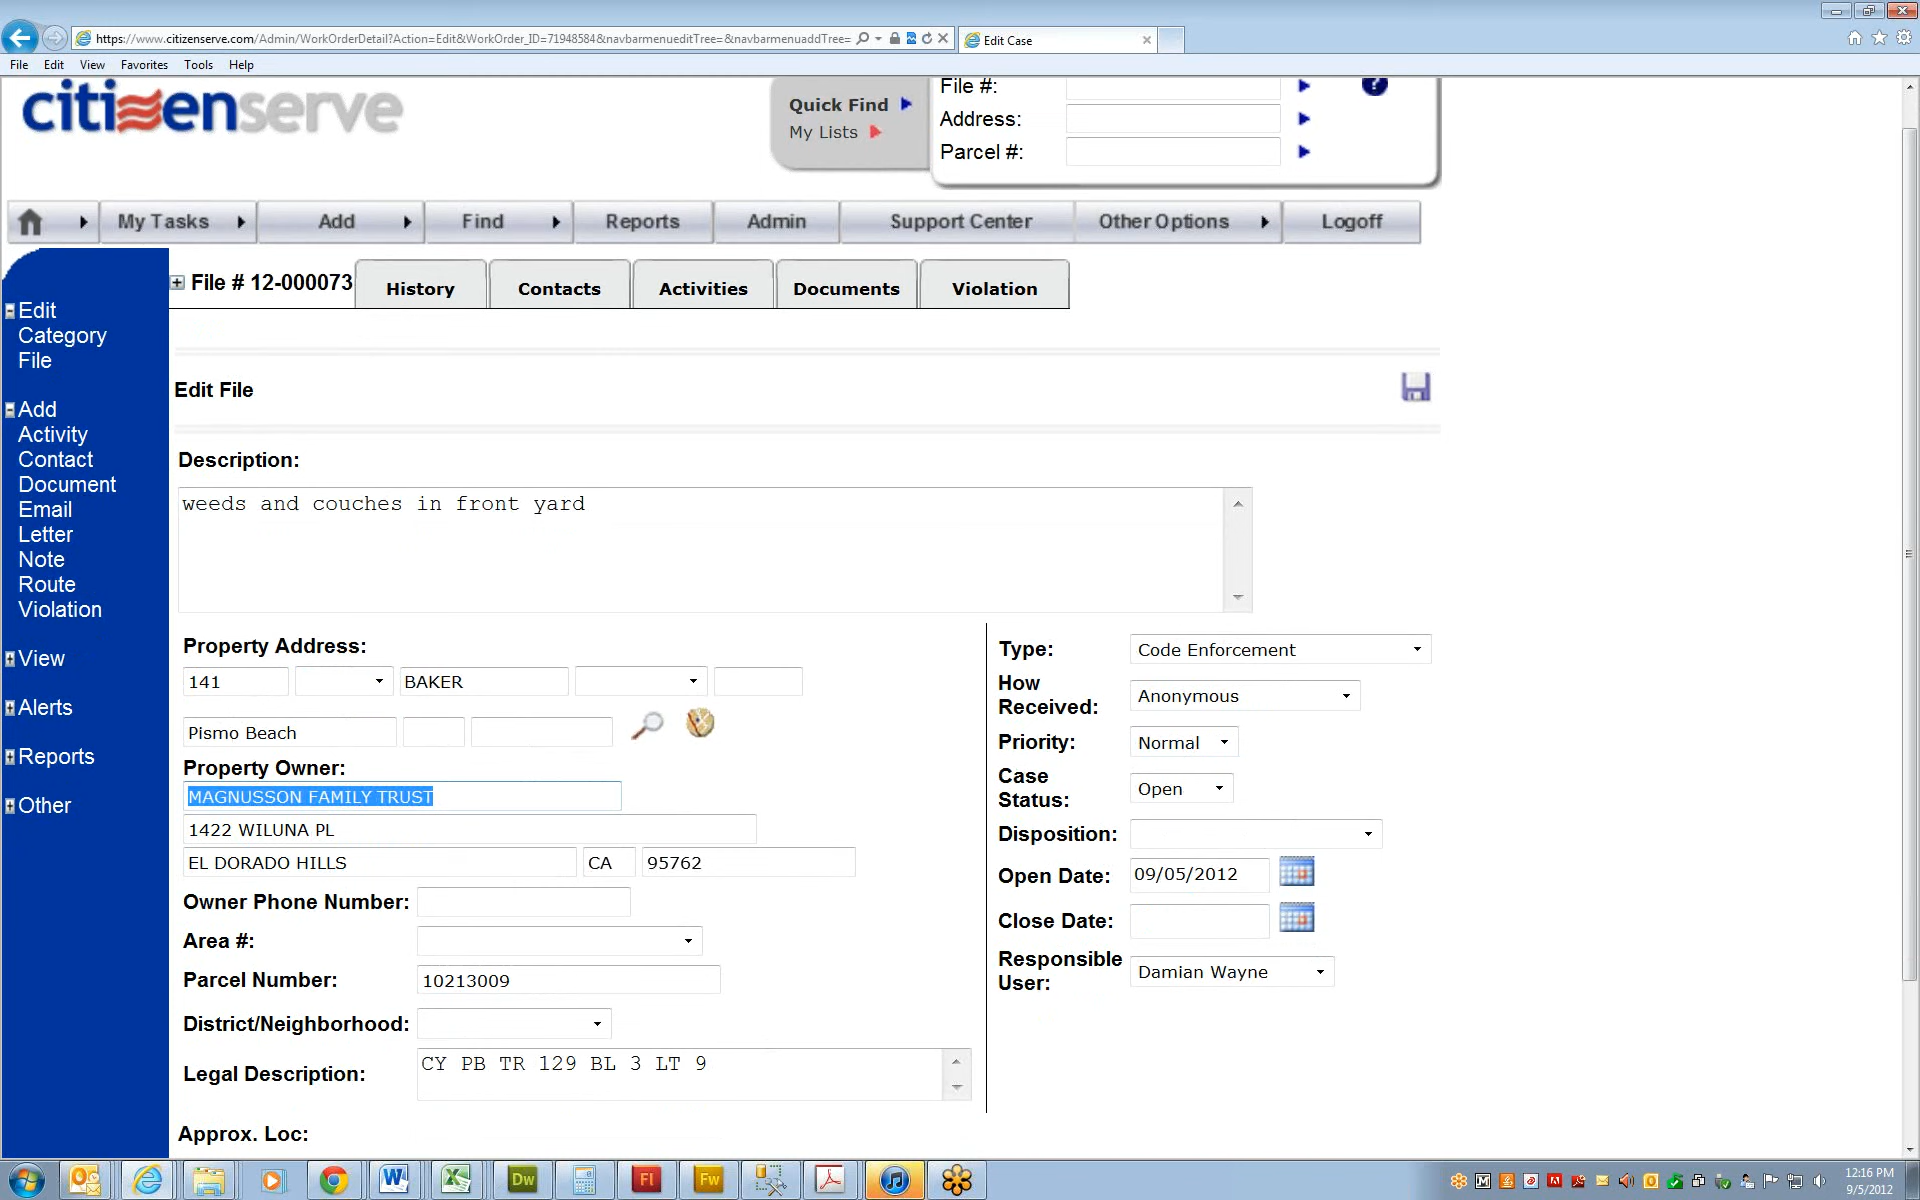 https://www.citizenserve.com/Admin/WorkOrderDetail?Action=Edit&WorkOrder_ID=71948584&navbarmenueditTree=&navbarmenuaddTree=
Edit Case
File Edit View Favorites Tools Help
citizenserve
Quick Find
My Lists
File #:
Address:
Parcel #:
?
My Tasks
Add
Find
Reports
Admin
Support Center
Other Options
Logoff
File # 12-000073
History
Contacts
Activities
Documents
Violation
Edit
Category
File
Add
Activity
Contact
Document
Email
Letter
Note
Route
Violation
View
Alerts
Reports
Other
Edit File
Description:
weeds and couches in front yard
Property Address:
141 BAKER
Pismo Beach
Property Owner:
MAGNUSSON FAMILY TRUST
1422 WILUNA PL
EL DORADO HILLS CA 95762
Owner Phone Number:
Area #:
Parcel Number: 10213009
District/Neighborhood:
Legal Description: CY PB TR 129 BL 3 LT 9
Approx. Loc:
Type: Code Enforcement
How Received: Anonymous
Priority: Normal
Case Status: Open
Disposition:
Open Date: 09/05/2012
Close Date:
Responsible User: Damian Wayne
Dw
Fl
Fw
12:16 PM
9/5/2012